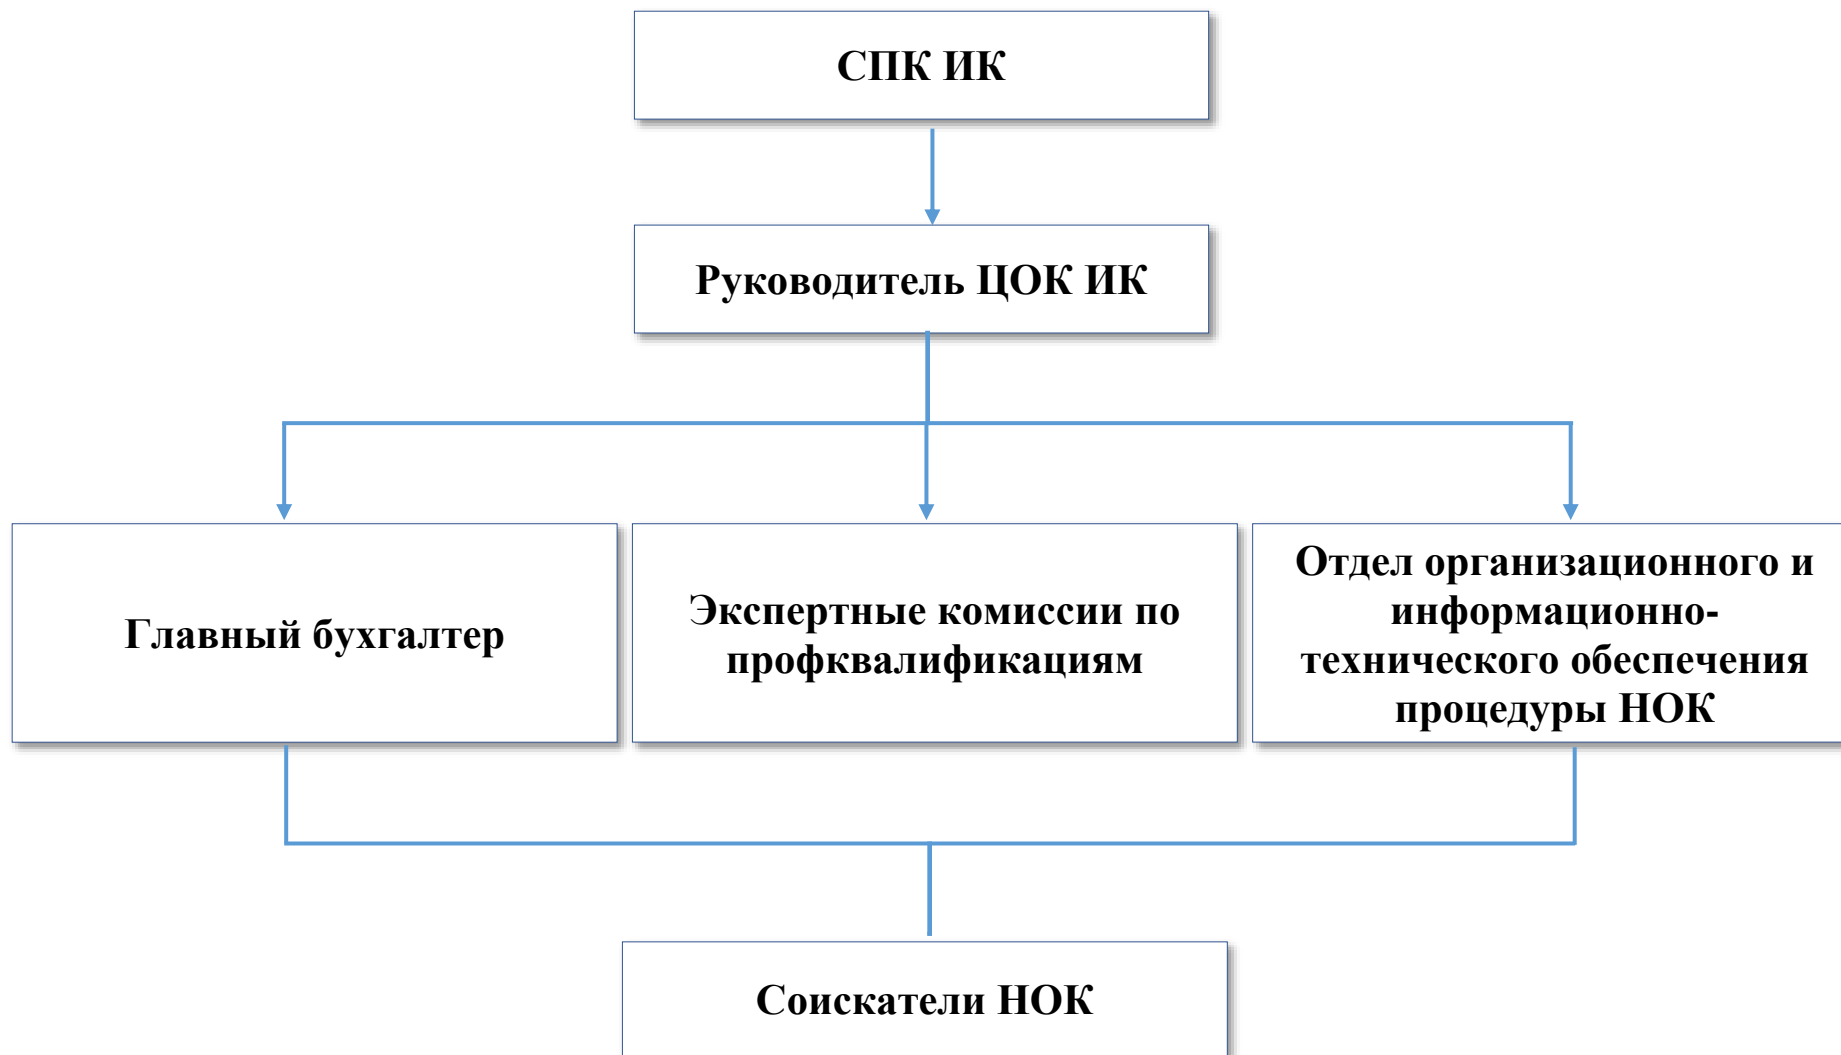 СПК ИК
Руководитель ЦОК ИК
Главный бухгалтер
Экспертные комиссии по
профквалификациям
Отдел организационного и
информационно-
технического обеспечения
процедуры НОК
Соискатели НОК